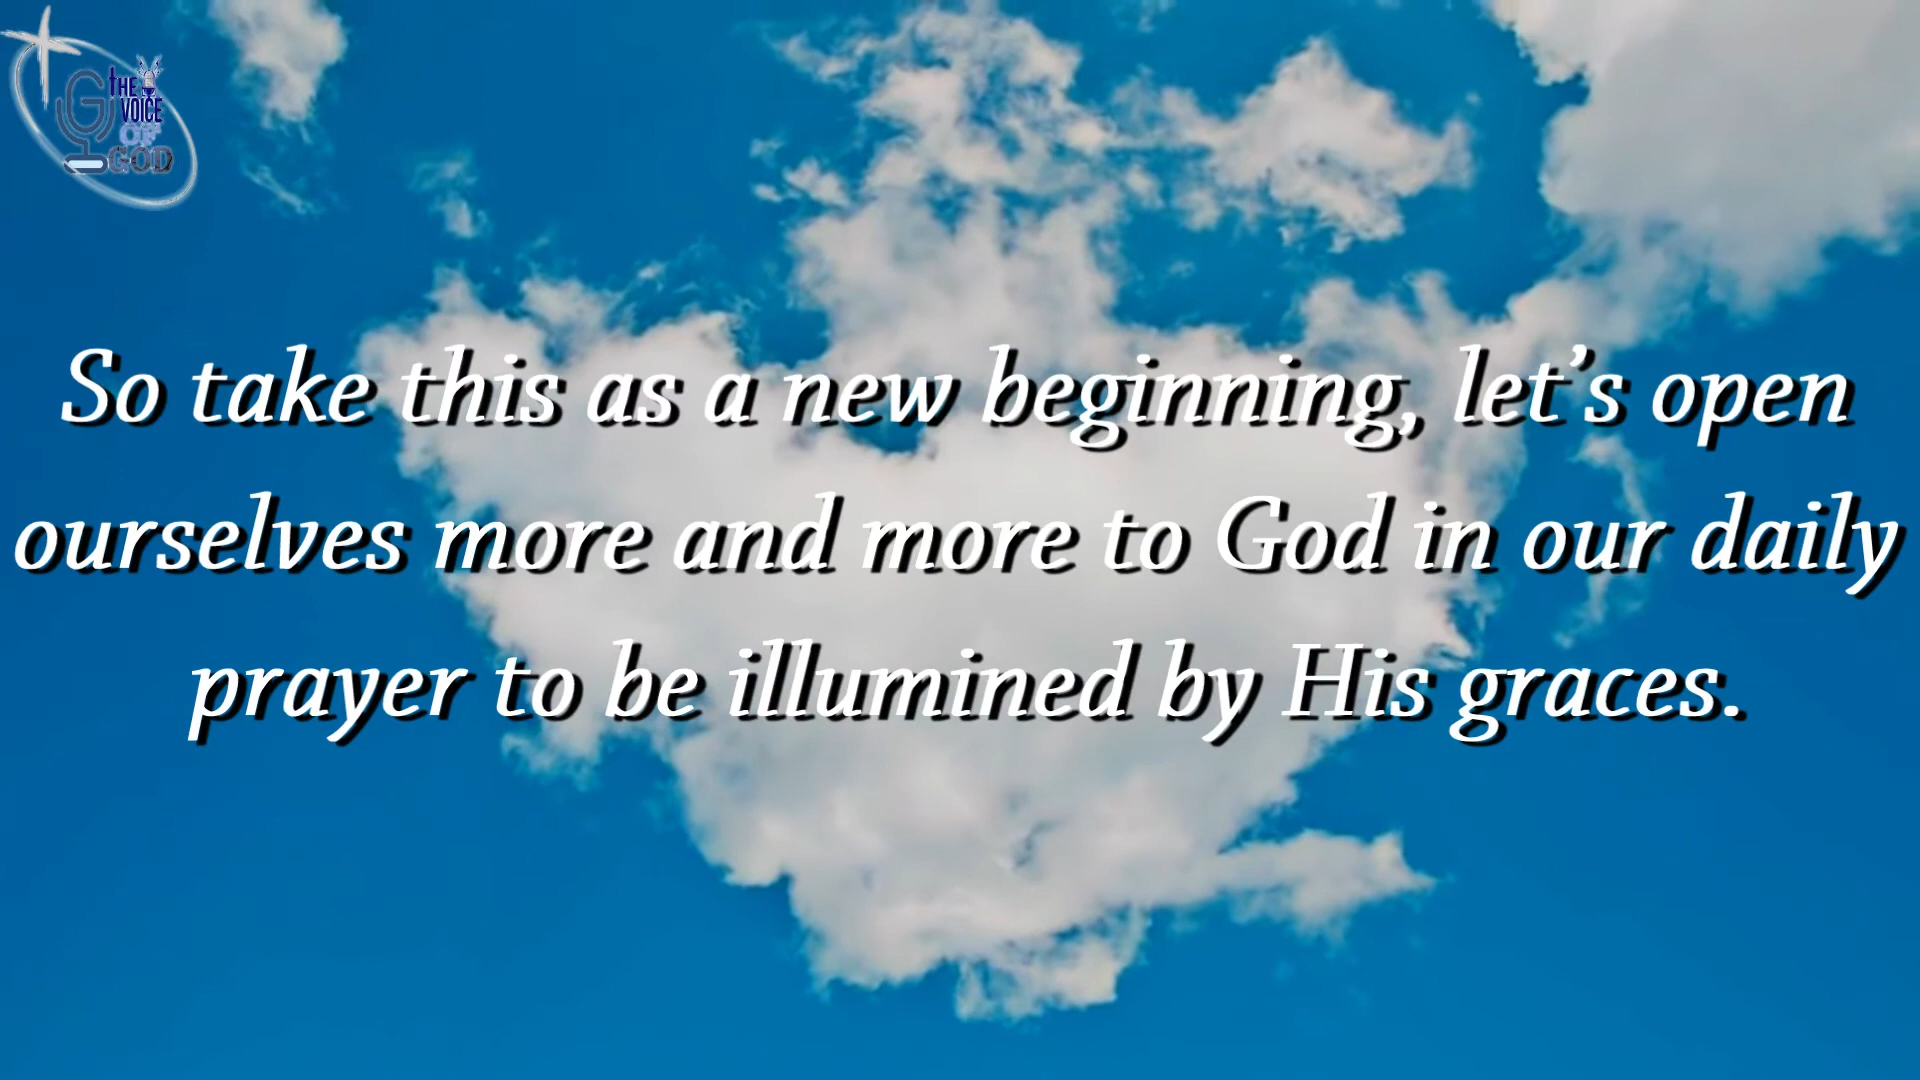 THE
VOICE
OF
GOD
So take this as a new beginning, let’s open
ourselves more and more to God in our daily
prayer to be illumined by His graces.